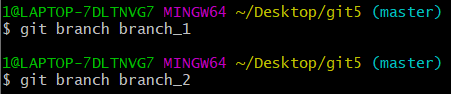 1@LAPTOP-7DLTNVG7 MINGW64 ~/Desktop/git5 (master)
$ git branch branch_1
1@LAPTOP-7DLTNVG7 MINGW64 ~/Desktop/git5 (master)
$ git branch branch_2